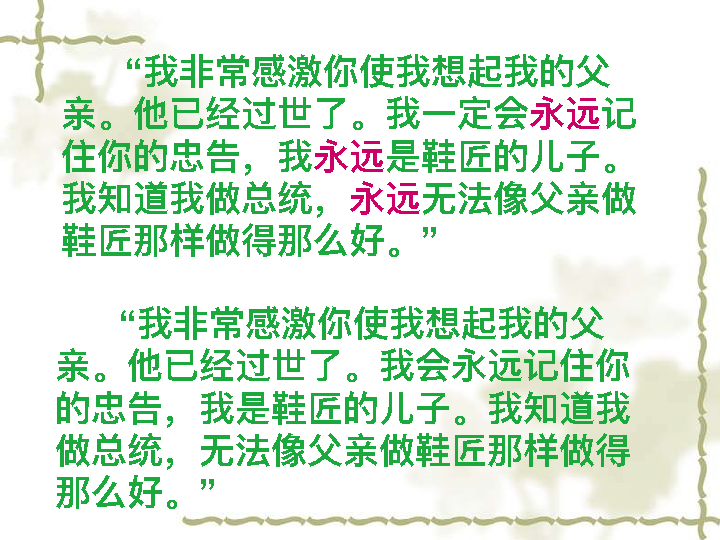 “我非常感激你使我想起我的父
亲。他已经过世了。我一定会永远记
住你的忠告，我永远是鞋匠的儿子。
我知道我做总统，永远无法像父亲做
鞋匠那样做得那么好。”
“我非常感激你使我想起我的父
亲。他已经过世了。我会永远记住你
的忠告，我是鞋匠的儿子。我知道我
做总统，无法像父亲做鞋匠那样做得
那么好。”